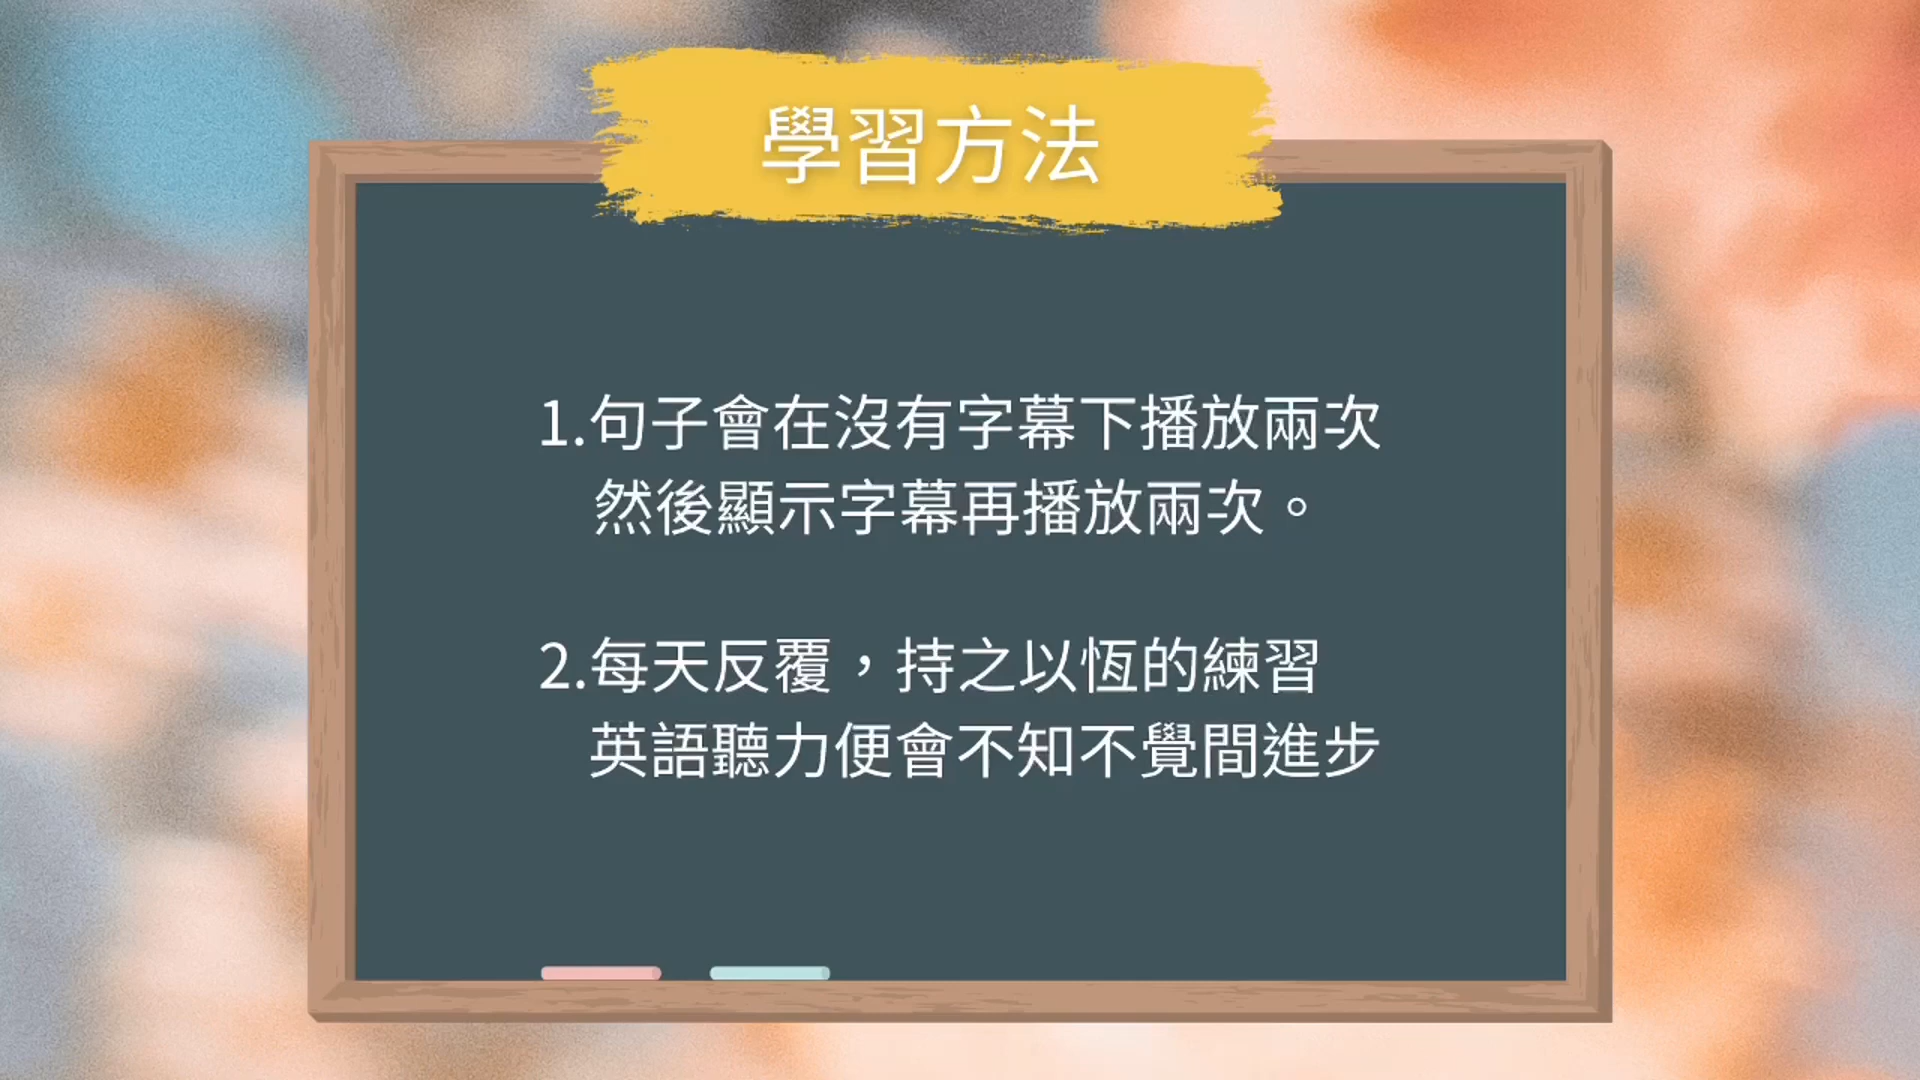 學習方法
1.句子會在沒有字幕下播放兩次
然後顯示字幕再播放兩次。
2.每天反覆，持之以恆的練習
英語聽力便會不知不覺間進步